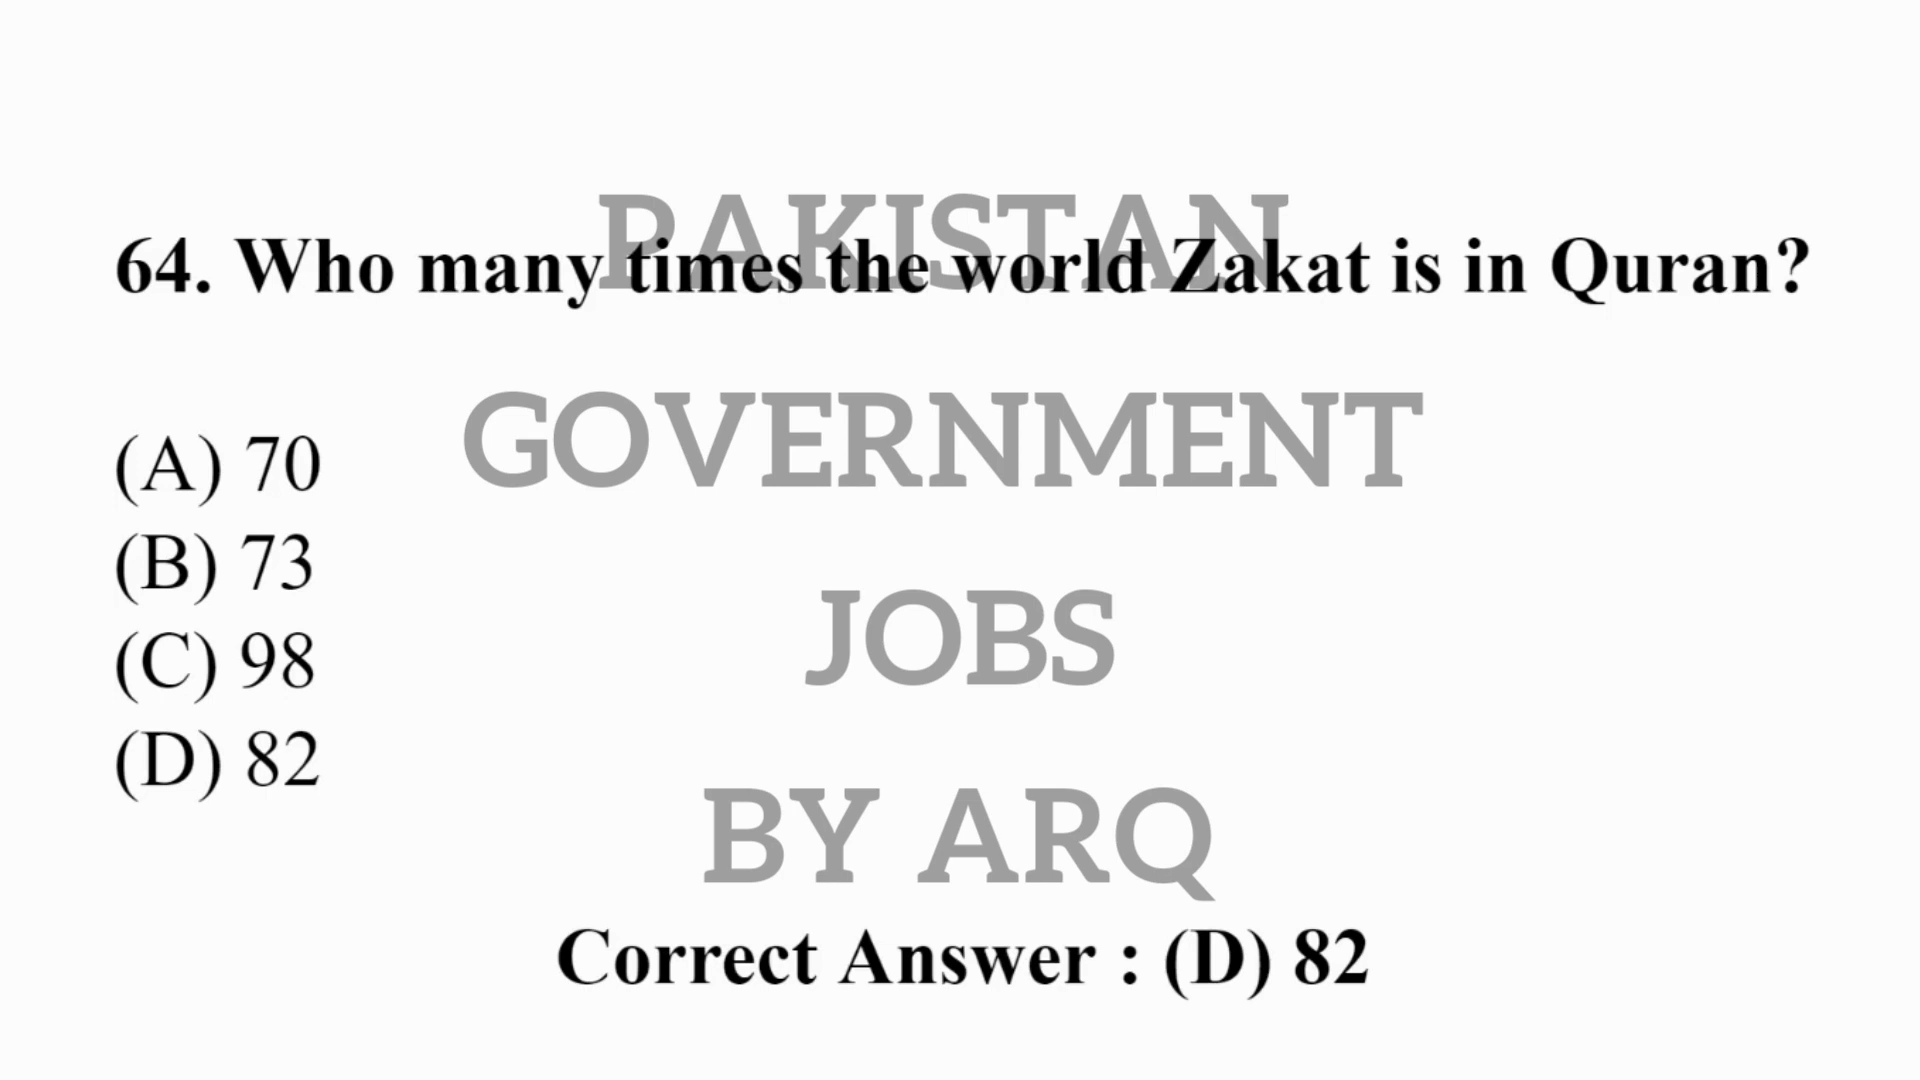 PAKISTAN
64. Who many times the world Zakat is in Quran?
GOVERNMENT
(A) 70
(B) 73
JOBS
(C) 98
(D) 82
BY ARQ
Correct Answer : (D) 82